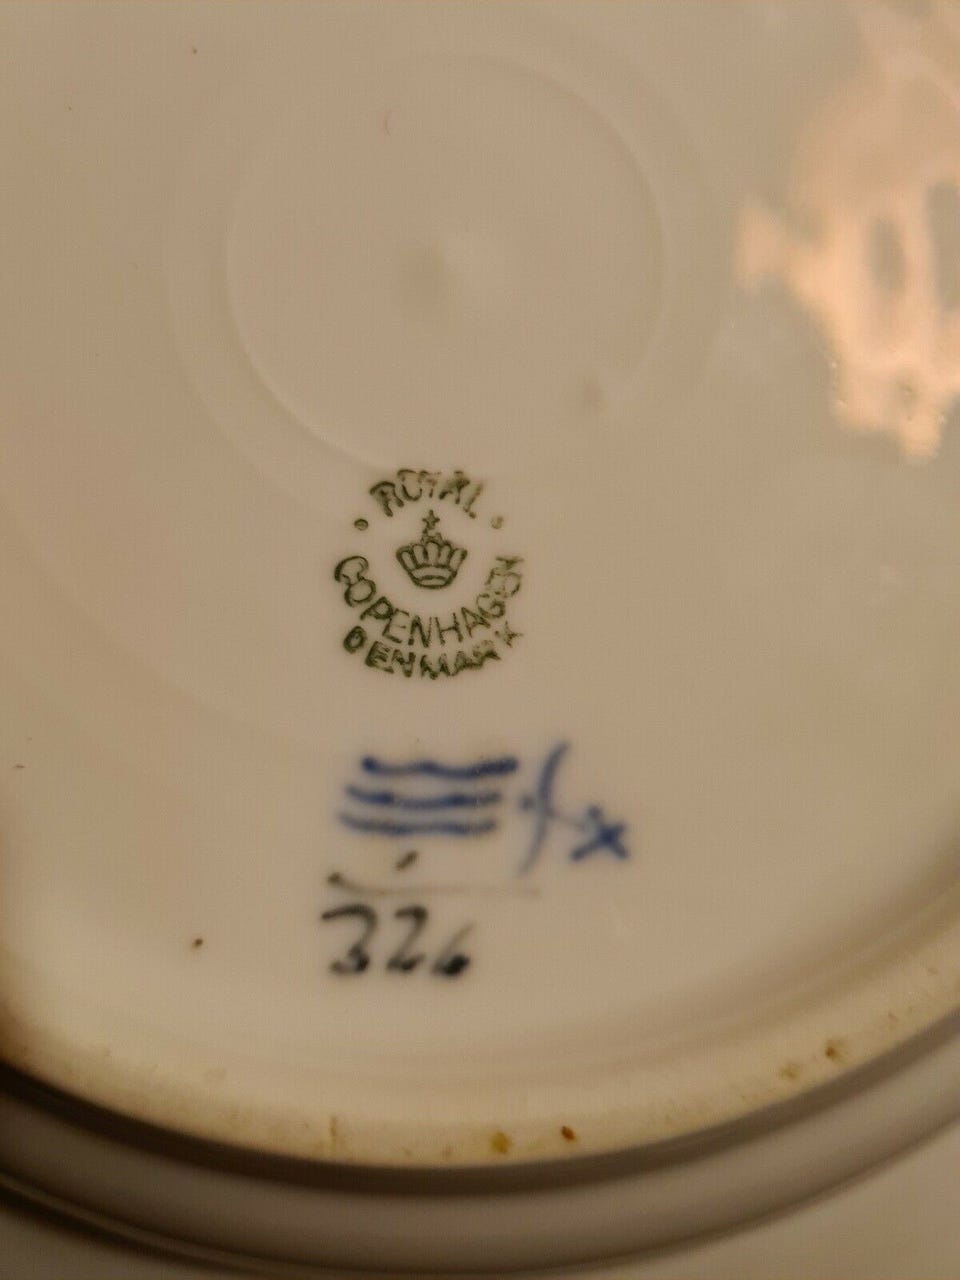 ROYAL
COPENHAGEN
DENMARK
326